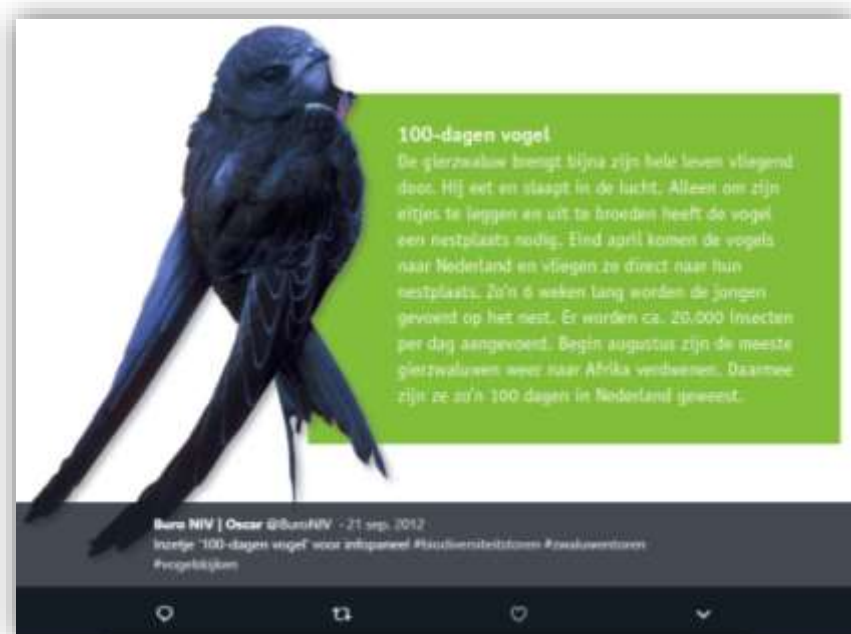 100-dagen vogel
De gierzwaluw brengt bijna zijn hele leven vliegend
door. Hij eet en slaapt in de lucht. Alleen om zijn
eitjes te leggen en uit te broeden heeft de vogel
een nestplaats nodig. Eind april komen de vogels
naar Nederland en vliegen ze direct naar hun
nestplaats. Zo'n 6 weken lang worden de jongen
gevoerd op het nest. Er worden ca. 20.000 insecten
per dag aangevoerd. Begin augustus zijn de meeste
gierzwaluwen weer naar Afrika verdwenen. Daarmee
zijn ze zo'n 100 dagen in Nederland geweest.
Buro NIV | Oscar @BuroNIV - 21 sep. 2012
Inzetje '100-dagen vogel' voor infopaneel #biodiversiteitstoren #zwaluwentoren
#vogelskijken